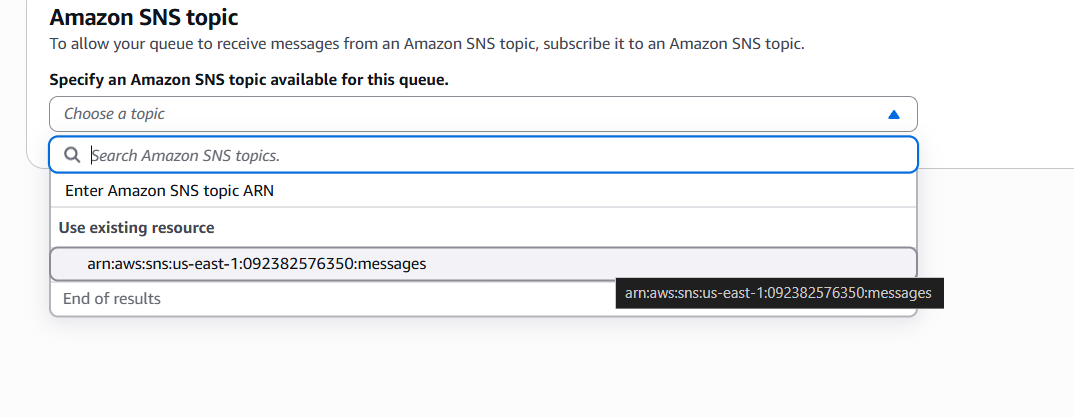 Amazon SNS topic
To allow your queue to receive messages from an Amazon SNS topic, subscribe it to an Amazon SNS topic.
Specify an Amazon SNS topic available for this queue.
Choose a topic
Search Amazon SNS topics.
Enter Amazon SNS topic ARN
Use existing resource
arn:aws:sns:us-east-1:092382576350:messages
arn:aws:sns:us-east-1:092382576350:messages
End of results